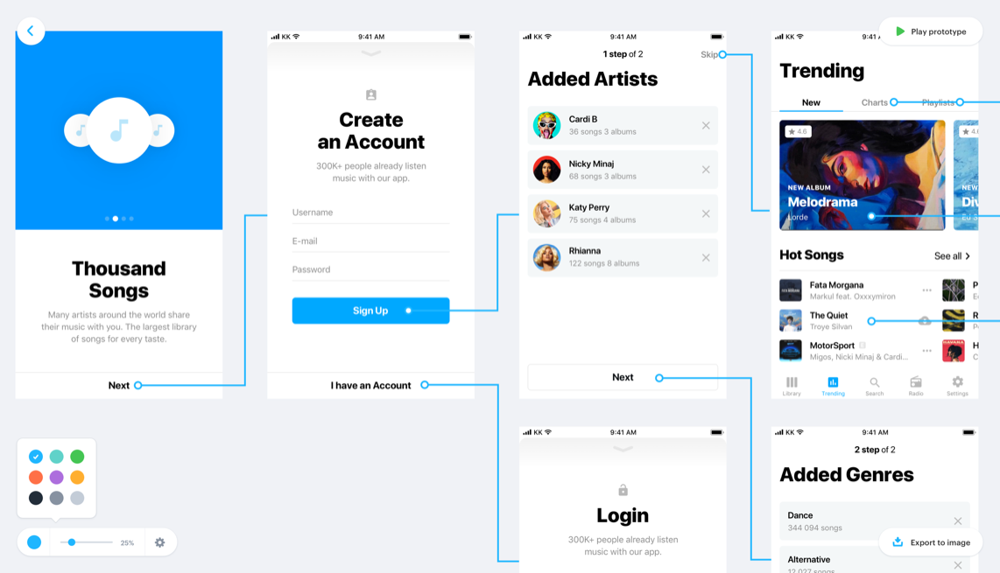 KK
9:41 AM
KK
9:41 AM
KK
9:41
Play prototype
Thousand
Songs
Many artists around the world share
their music with you. The largest library
of songs for every taste.
Next
Create
an Account
300K+ people already listen
music with our app.
Username
E-mail
Password
Sign Up
I have an Account
1 step of 2
Skip
Added Artists
Cardi B
36 songs 3 albums
Nicky Minaj
68 songs 3 albums
Katy Perry
75 songs 4 albums
Rhianna
122 songs 8 albums
Next
Trending
New
Charts
Playlists
4.6
4.6
NEW ALBUM
Melodrama
Lorde
NEW
Hot Songs
See all
Fata Morgana
Markul feat. Oxxxymiron
The Quiet
Troye Silvan
MotorSport E
Migos, Nicki Minaj & Cardi...
HAVANA
Library
Trending
Search
Radio
Settings
KK
9:41 AM
Login
300K+ people already listen
music with our app.
KK
9:41 AM
2 step of 2
Added Genres
Dance
344 094 songs
Alternative
12 027 songs
Export to image
25%